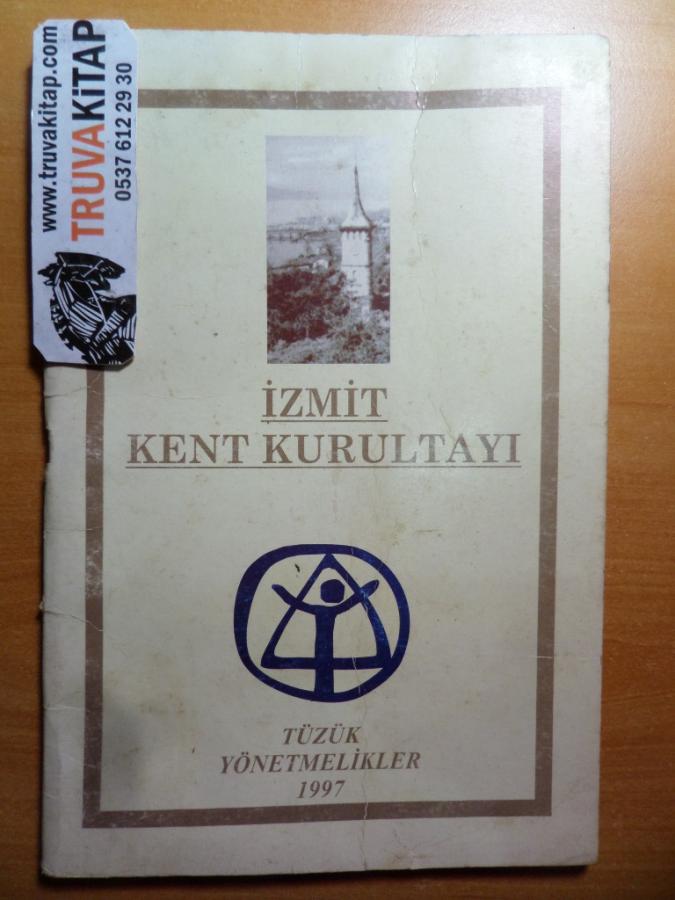 www.truvakitap.com
TRUVAKİTAP
0537 612 29 30
İZMİT
KENT KURULTAYI
TÜZÜK
YÖNETMELİKLER
1997